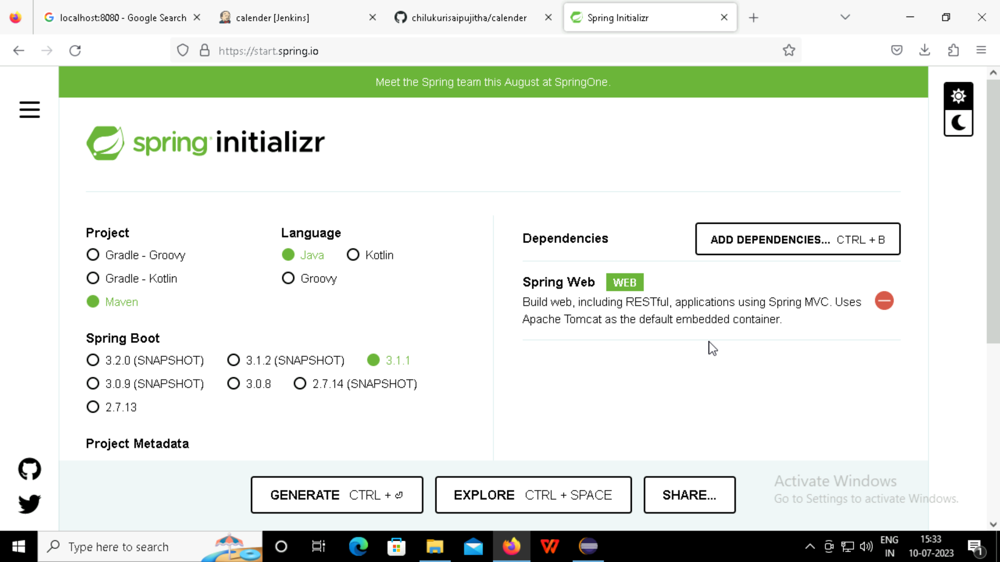 localhost:8080 - Google Search
calender [Jenkins]
chilukurisaipujitha/calender
Spring Initializr
https://start.spring.io
Meet the Spring team this August at SpringOne.
spring initializr
Project
Gradle - Groovy
Gradle - Kotlin
Maven
Language
Java
Kotlin
Groovy
Spring Boot
3.2.0 (SNAPSHOT)
3.1.2 (SNAPSHOT)
3.1.1
3.0.9 (SNAPSHOT)
3.0.8
2.7.14 (SNAPSHOT)
2.7.13
Project Metadata
Dependencies
ADD DEPENDENCIES... CTRL + B
Spring Web WEB
Build web, including RESTful, applications using Spring MVC. Uses
Apache Tomcat as the default embedded container.
GENERATE CTRL + ⏎
EXPLORE CTRL + SPACE
SHARE...
Activate Windows
Go to Settings to activate Windows.
Type here to search
ENG
IN
15:33
10-07-2023
1